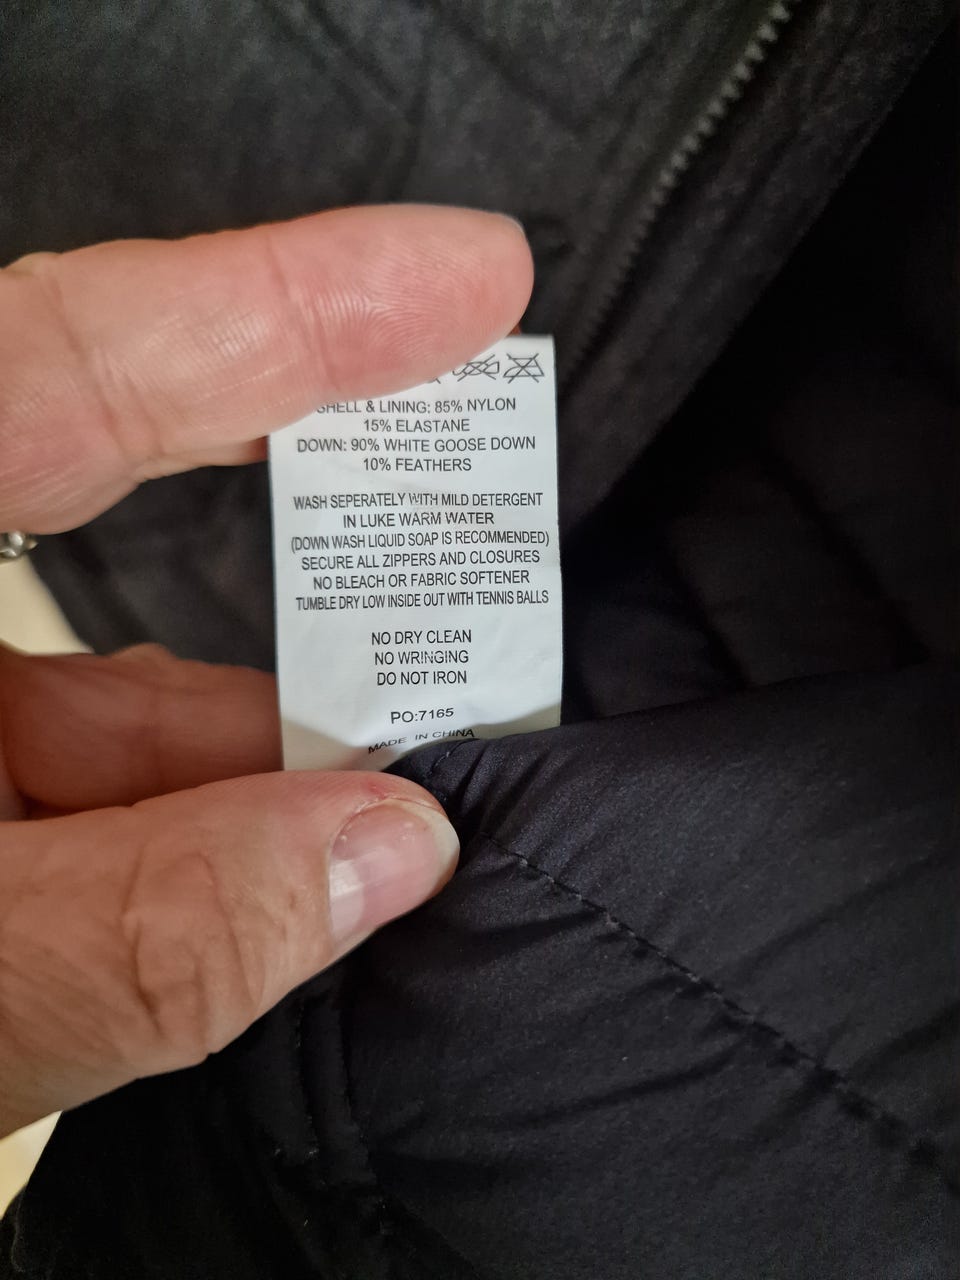 SHELL & LINING: 85% NYLON
15% ELASTANE
DOWN: 90% WHITE GOOSE DOWN
10% FEATHERS
WASH SEPERATELY WITH MILD DETERGENT
IN LUKE WARM WATER
(DOWN WASH LIQUID SOAP IS RECOMMENDED)
SECURE ALL ZIPPERS AND CLOSURES
NO BLEACH OR FABRIC SOFTENER
TUMBLE DRY LOW INSIDE OUT WITH TENNIS BALLS
NO DRY CLEAN
NO WRINGING
DO NOT IRON
PO:7165
MADE IN CHINA